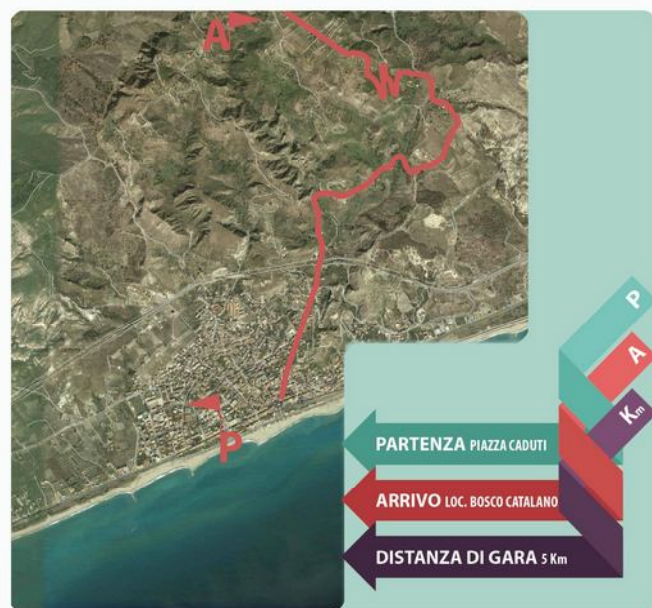 A
P
A
Km
P
PARTENZA PIAZZA CADUTI
ARRIVO LOC. BOSCO CATALANO
DISTANZA DI GARA 5 Km